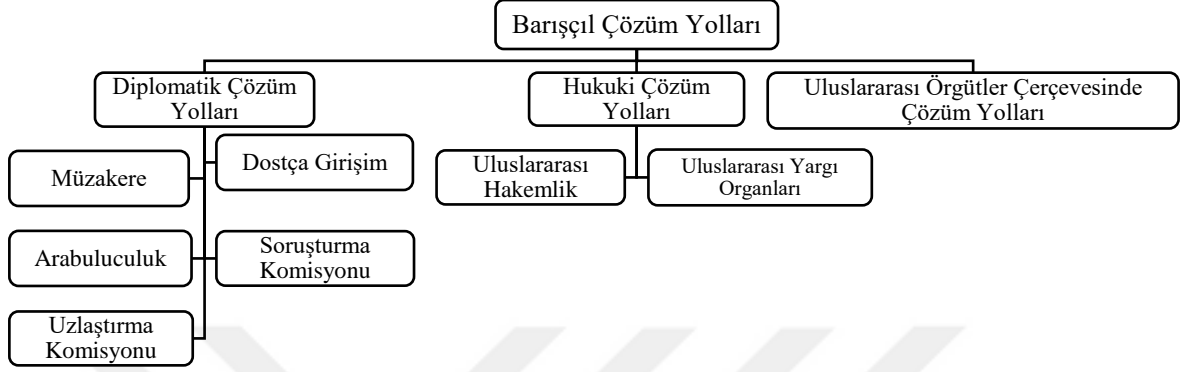 Barışçıl Çözüm Yolları
Diplomatik Çözüm
Yolları
Hukuki Çözüm
Yolları
Uluslararası Örgütler Çerçevesinde
Çözüm Yolları
Müzakere
Dostça Girişim
Uluslararası
Hakemlik
Uluslararası Yargı
Organları
Arabuluculuk
Soruşturma
Komisyonu
Uzlaştırma
Komisyonu